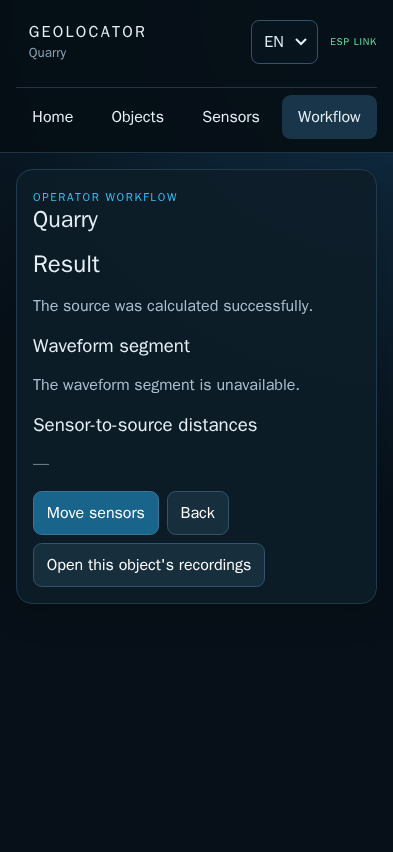 GEOLOCATOR
Quarry
EN
ESP LINK
Home
Objects
Sensors
Workflow
OPERATOR WORKFLOW
Quarry
Result
The source was calculated successfully.
Waveform segment
The waveform segment is unavailable.
Sensor-to-source distances
—
Move sensors
Back
Open this object's recordings